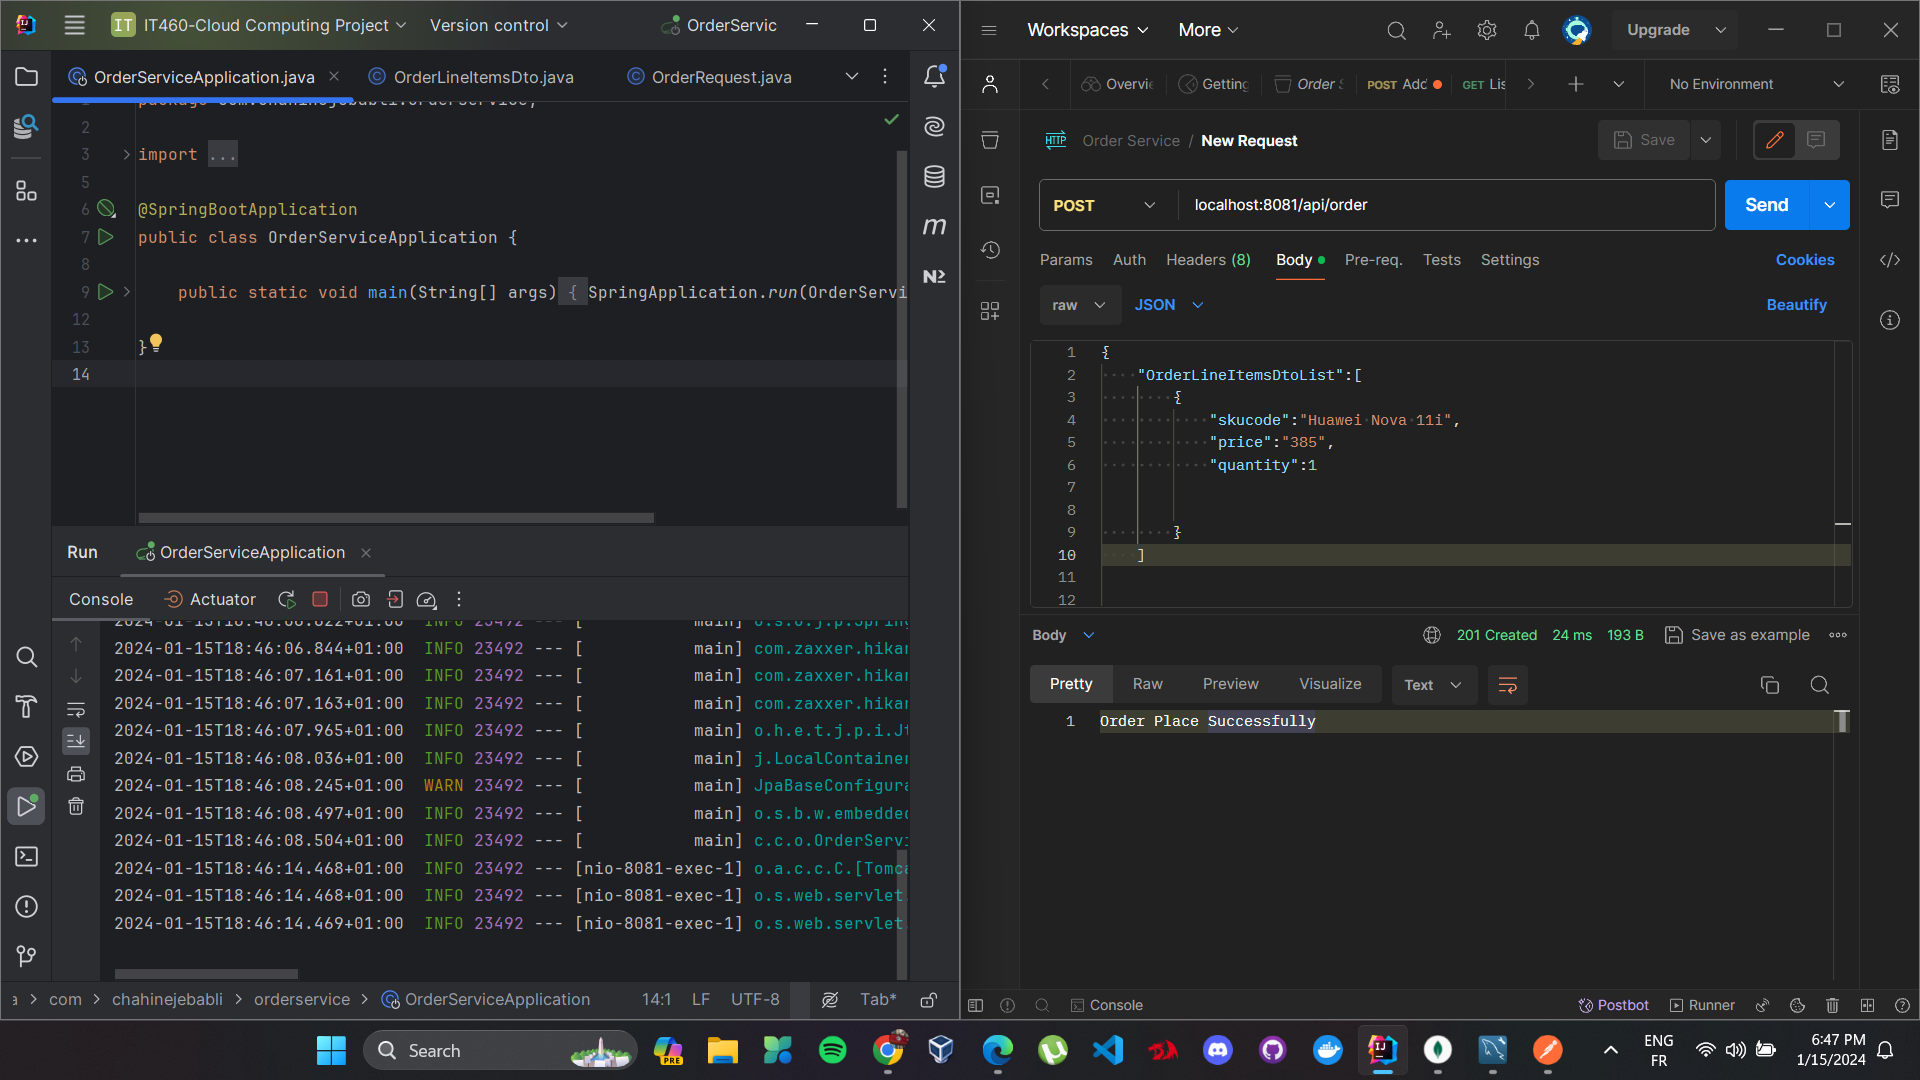 IT IT460-Cloud Computing Project Version control OrderServic
OrderServiceApplication.java OrderLineItemsDto.java OrderRequest.java
2
3 import ...
5
6 @SpringBootApplication
7 public class OrderServiceApplication {
8
9 public static void main(String[] args) { SpringApplication.run(OrderServi
12
13 }
14
Run OrderServiceApplication
Console Actuator
2024-01-15T18:46:06.822+01:00 INFO 23492 --- [ main] o.s.o.j.p.Spring
2024-01-15T18:46:06.844+01:00 INFO 23492 --- [ main] com.zaxxer.hikar
2024-01-15T18:46:07.161+01:00 INFO 23492 --- [ main] com.zaxxer.hikar
2024-01-15T18:46:07.163+01:00 INFO 23492 --- [ main] com.zaxxer.hikar
2024-01-15T18:46:07.965+01:00 INFO 23492 --- [ main] o.h.e.t.j.p.i.Jt
2024-01-15T18:46:08.036+01:00 INFO 23492 --- [ main] j.LocalContainer
2024-01-15T18:46:08.245+01:00 WARN 23492 --- [ main] JpaBaseConfigura
2024-01-15T18:46:08.497+01:00 INFO 23492 --- [ main] o.s.b.w.embedded
2024-01-15T18:46:08.504+01:00 INFO 23492 --- [ main] c.c.o.OrderServi
2024-01-15T18:46:14.468+01:00 INFO 23492 --- [nio-8081-exec-1] o.a.c.c.C.[Tomca
2024-01-15T18:46:14.468+01:00 INFO 23492 --- [nio-8081-exec-1] o.s.web.servlet.
2024-01-15T18:46:14.469+01:00 INFO 23492 --- [nio-8081-exec-1] o.s.web.servlet.
a > com > chahinejebabli > orderservice > OrderServiceApplication 14:1 LF UTF-8 Tab*
Workspaces More Upgrade
Overvie Getting Order S POST Add GET Lis No Environment
HTTP Order Service / New Request Save
POST localhost:8081/api/order Send
Params Auth Headers (8) Body Pre-req. Tests Settings Cookies
raw JSON Beautify
1 {
2 "OrderLineItemsDtoList":[
3 {
4 "skucode":"Huawei Nova 11i",
5 "price":"385",
6 "quantity":1
7
8
9 }
10 ]
11
12
Body 201 Created 24 ms 193 B Save as example
Pretty Raw Preview Visualize Text
1 Order Place Successfully
Console Postbot Runner
Search PRE
ENG
FR
6:47 PM
1/15/2024